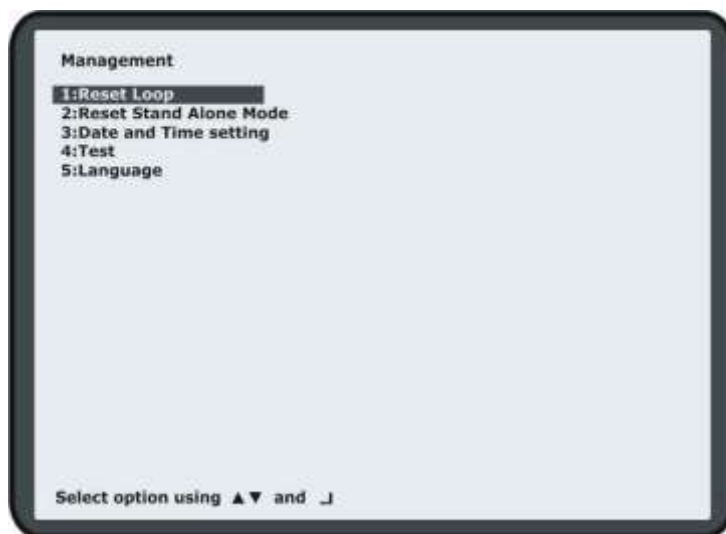 Management
1:Reset Loop
2:Reset Stand Alone Mode
3:Date and Time setting
4:Test
5:Language
Select option using ▲▼ and ┘